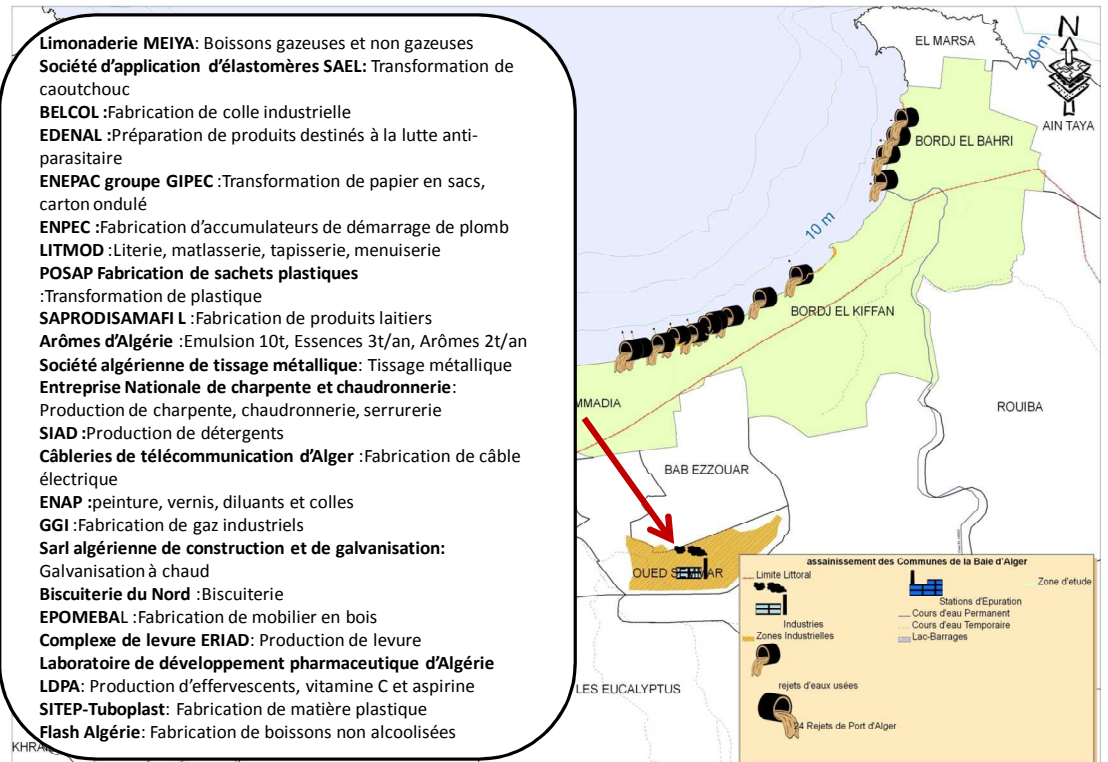 Limonaderie MEIYA: Boissons gazeuses et non gazeuses
Société d'application d'élastomères SAEL: Transformation de
caoutchouc
BELCOL :Fabrication de colle industrielle
EDENAL :Préparation de produits destinés à la lutte anti-
parasitaire
ENEPAC groupe GIPEC :Transformation de papier en sacs,
carton ondulé
ENPEC :Fabrication d'accumulateurs de démarrage de plomb
LITMOD :Literie, matlasserie, tapisserie, menuiserie
POSAP Fabrication de sachets plastiques
:Transformation de plastique
SAPRODISAMAFI L :Fabrication de produits laitiers
Arômes d'Algérie :Emulsion 10t, Essences 3t/an, Arômes 2t/an
Société algérienne de tissage métallique: Tissage métallique
Entreprise Nationale de charpente et chaudronnerie:
Production de charpente, chaudronnerie, serrurerie
SIAD :Production de détergents
Câbleries de télécommunication d'Alger :Fabrication de câble
électrique
ENAP :peinture, vernis, diluants et colles
GGI :Fabrication de gaz industriels
Sarl algérienne de construction et de galvanisation:
Galvanisation à chaud
Biscuiterie du Nord :Biscuiterie
EPOMEBAL :Fabrication de mobilier en bois
Complexe de levure ERIAD: Production de levure
Laboratoire de développement pharmaceutique d'Algérie
LDPA: Production d'effervescents, vitamine C et aspirine
SITEP-Tuboplast: Fabrication de matière plastique
Flash Algérie: Fabrication de boissons non alcoolisées
EL MARSA
N
20 m
AIN TAYA
BORDJ EL BAHRI
10 m
BORDJ EL KIFFAN
MMADIA
ROUIBA
BAB EZZOUAR
OUED S MAR
LES EUCALYPTUS
KHRA
assainissement des Communes de la Baie d'Alger
Limite Littoral
Industries
Zones Industrielles
Stations d'Epuration
Cours d'eau Permanent
Cours d'eau Temporaire
Lac-Barrages
Zone d'etude
rejets d'eaux usées
24 Rejets de Port d'Alger